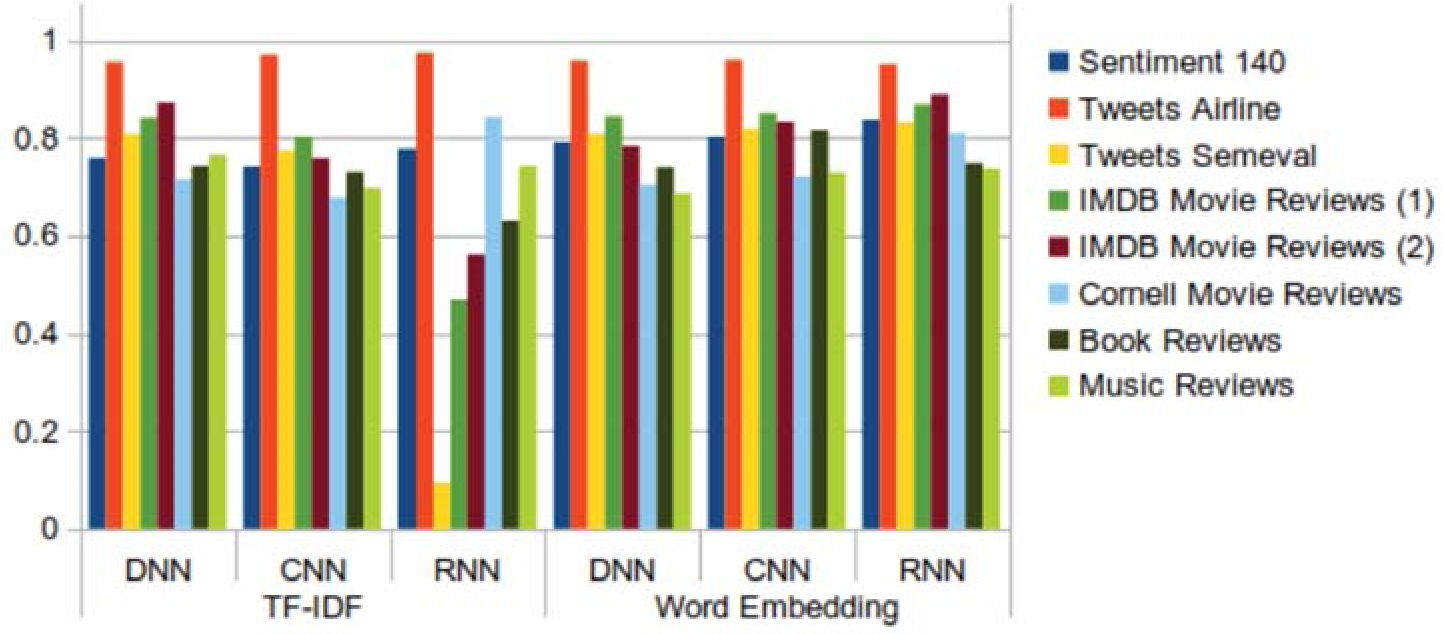 1
0.8
0.6
0.4
0.2
0
DNN CNN RNN DNN CNN RNN
TF-IDF Word Embedding
Sentiment 140
Tweets Airline
Tweets Semeval
IMDB Movie Reviews (1)
IMDB Movie Reviews (2)
Cornell Movie Reviews
Book Reviews
Music Reviews